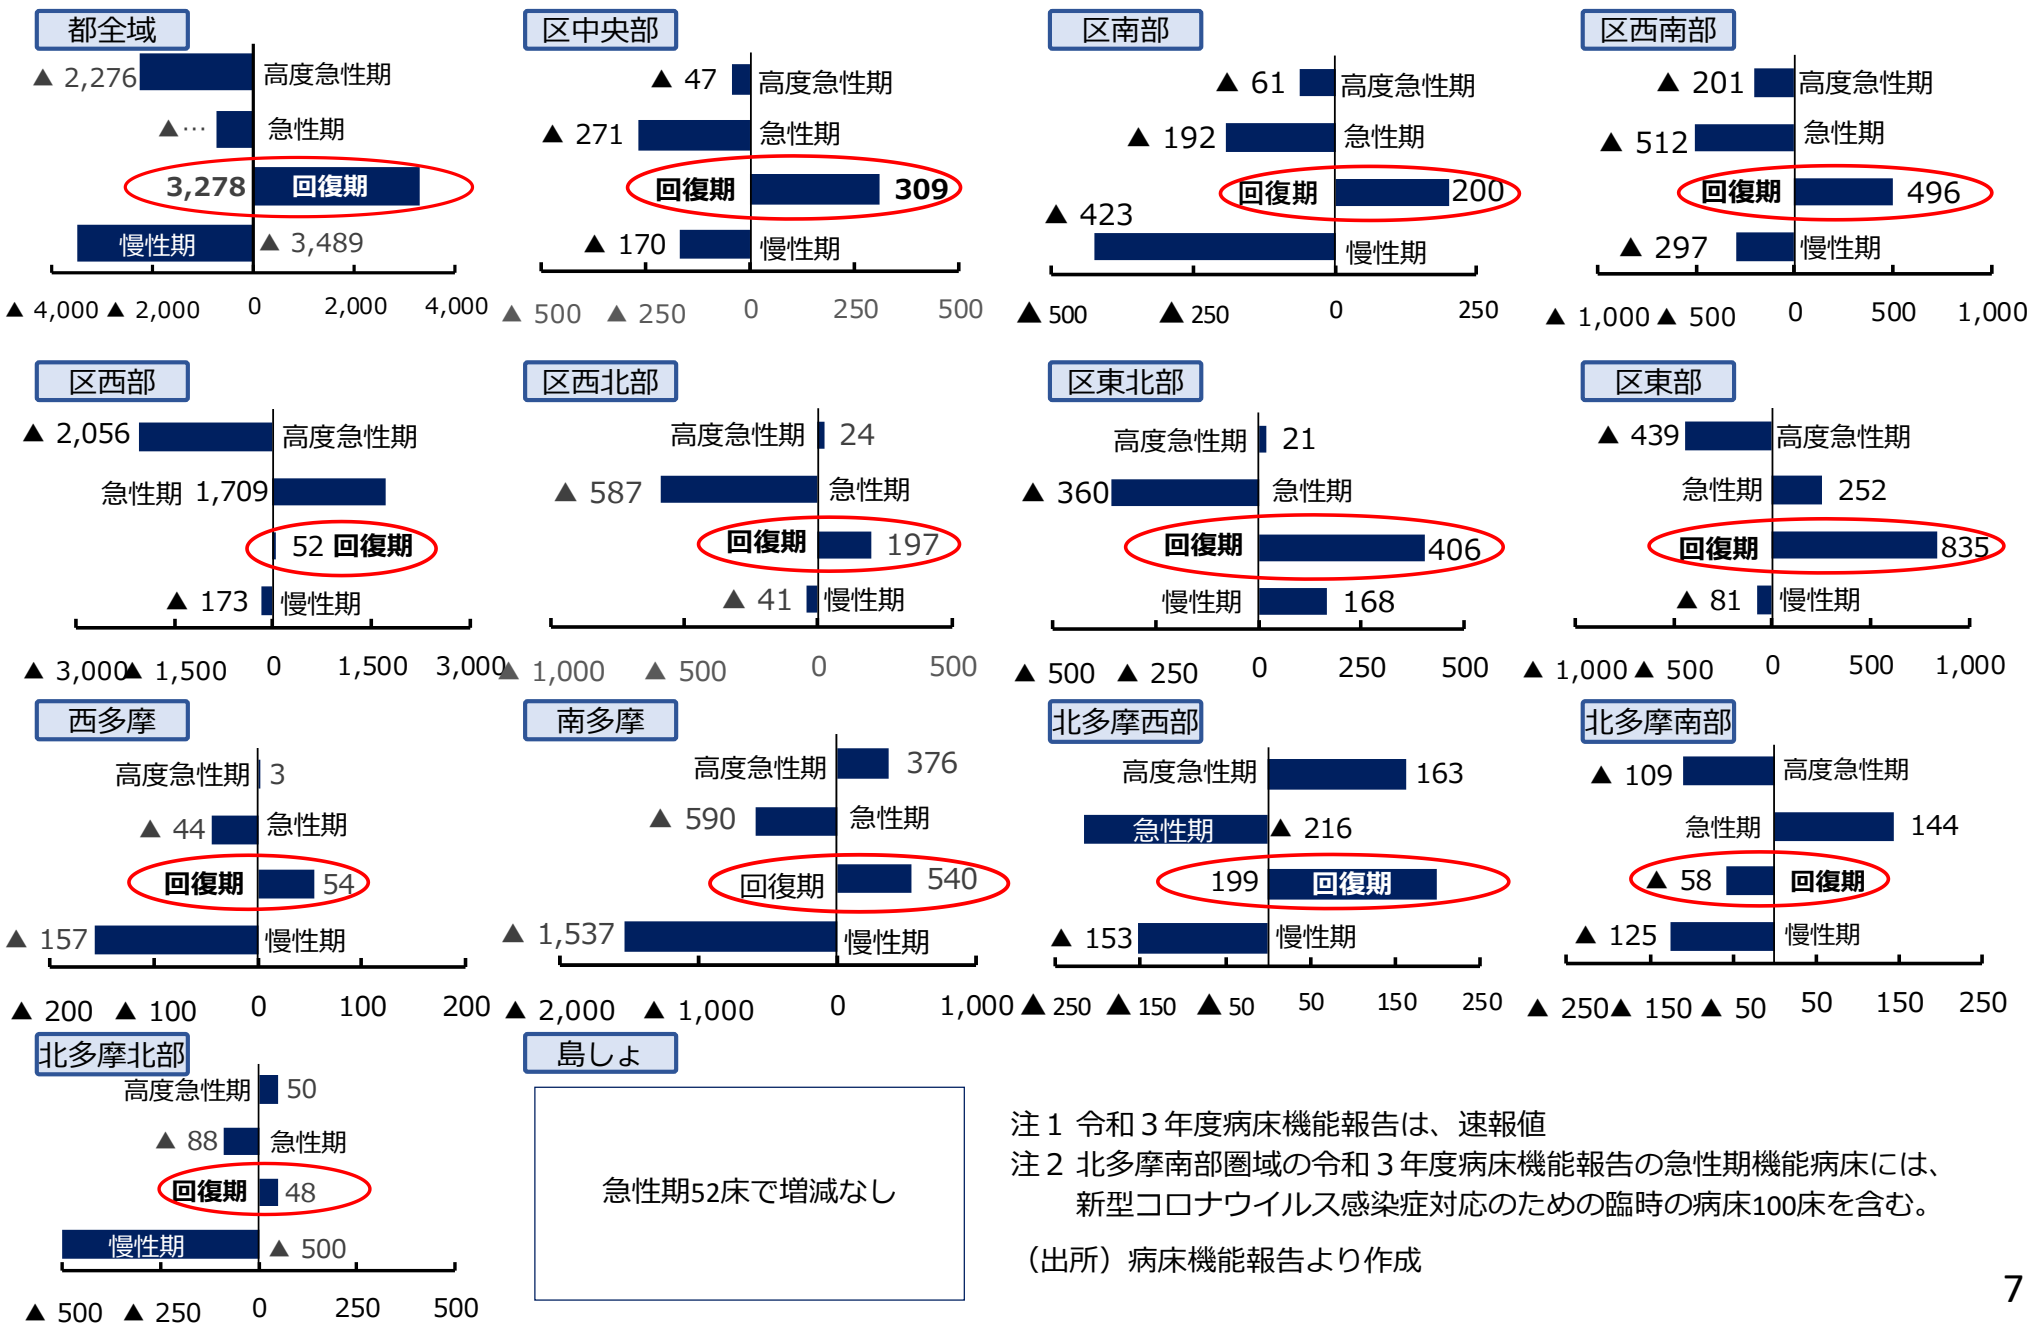 都全域
▲ 2,276 高度急性期
▲… 急性期
3,278 回復期
慢性期 ▲ 3,489
▲ 4,000 ▲ 2,000 0 2,000 4,000
区中央部
▲ 47 高度急性期
▲ 271 急性期
回復期 309
▲ 170 慢性期
▲ 500 ▲ 250 0 250 500
区南部
▲ 61 高度急性期
▲ 192 急性期
回復期 200
▲ 423
慢性期
▲ 500 ▲ 250 0 250
区西南部
▲ 201 高度急性期
▲ 512 急性期
回復期 496
▲ 297 慢性期
▲ 1,000 ▲ 500 0 500 1,000
区西部
▲ 2,056 高度急性期
急性期 1,709
52 回復期
▲ 173 慢性期
▲ 3,000 ▲ 1,500 0 1,500 3,000
区西北部
高度急性期 24
▲ 587 急性期
回復期 197
▲ 41 慢性期
▲ 1,000 ▲ 500 0 500
区東北部
高度急性期 21
▲ 360 急性期
回復期 406
慢性期 168
▲ 500 ▲ 250 0 250 500
区東部
▲ 439 高度急性期
急性期 252
回復期 835
▲ 81 慢性期
▲ 1,000 ▲ 500 0 500 1,000
西多摩
高度急性期 3
▲ 44 急性期
回復期 54
▲ 157 慢性期
▲ 200 ▲ 100 0 100 200
南多摩
高度急性期 376
▲ 590 急性期
回復期 540
▲ 1,537 慢性期
▲ 2,000 ▲ 1,000 0 1,000
北多摩西部
高度急性期 163
急性期 ▲ 216
199 回復期
▲ 153 慢性期
▲ 250 ▲ 150 ▲ 50 50 150 250
北多摩南部
▲ 109 高度急性期
急性期 144
▲ 58 回復期
▲ 125 慢性期
▲ 250 ▲ 150 ▲ 50 50 150 250
北多摩北部
高度急性期 50
▲ 88 急性期
回復期 48
慢性期 ▲ 500
▲ 500 ▲ 250 0 250 500
島しょ
急性期52床で増減なし
注１ 令和３年度病床機能報告は、速報値
注２ 北多摩南部圏域の令和３年度病床機能報告の急性期機能病床には、
新型コロナウイルス感染症対応のための臨時の病床100床を含む。
（出所）病床機能報告より作成
7